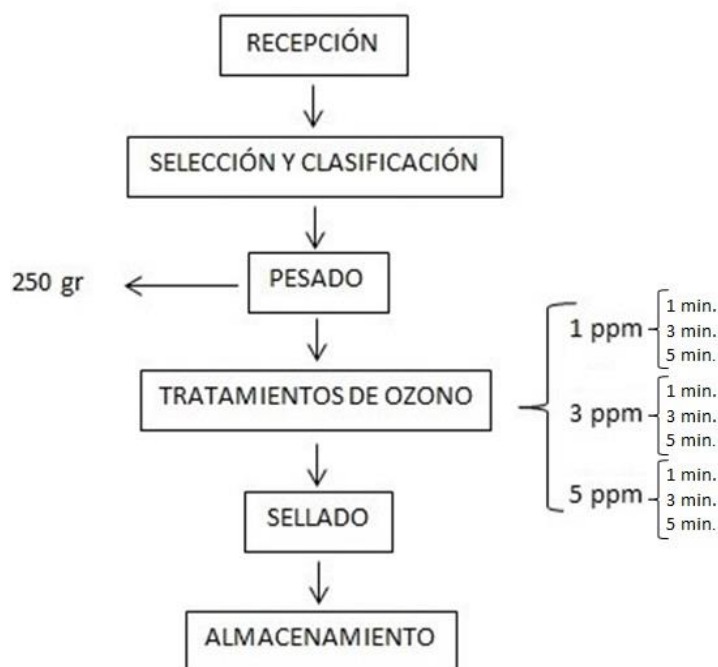 RECEPCIÓN
SELECCIÓN Y CLASIFICACIÓN
250 gr
PESADO
TRATAMIENTOS DE OZONO
1 ppm
1 min.
3 min.
5 min.
3 ppm
1 min.
3 min.
5 min.
5 ppm
1 min.
3 min.
5 min.
SELLADO
ALMACENAMIENTO